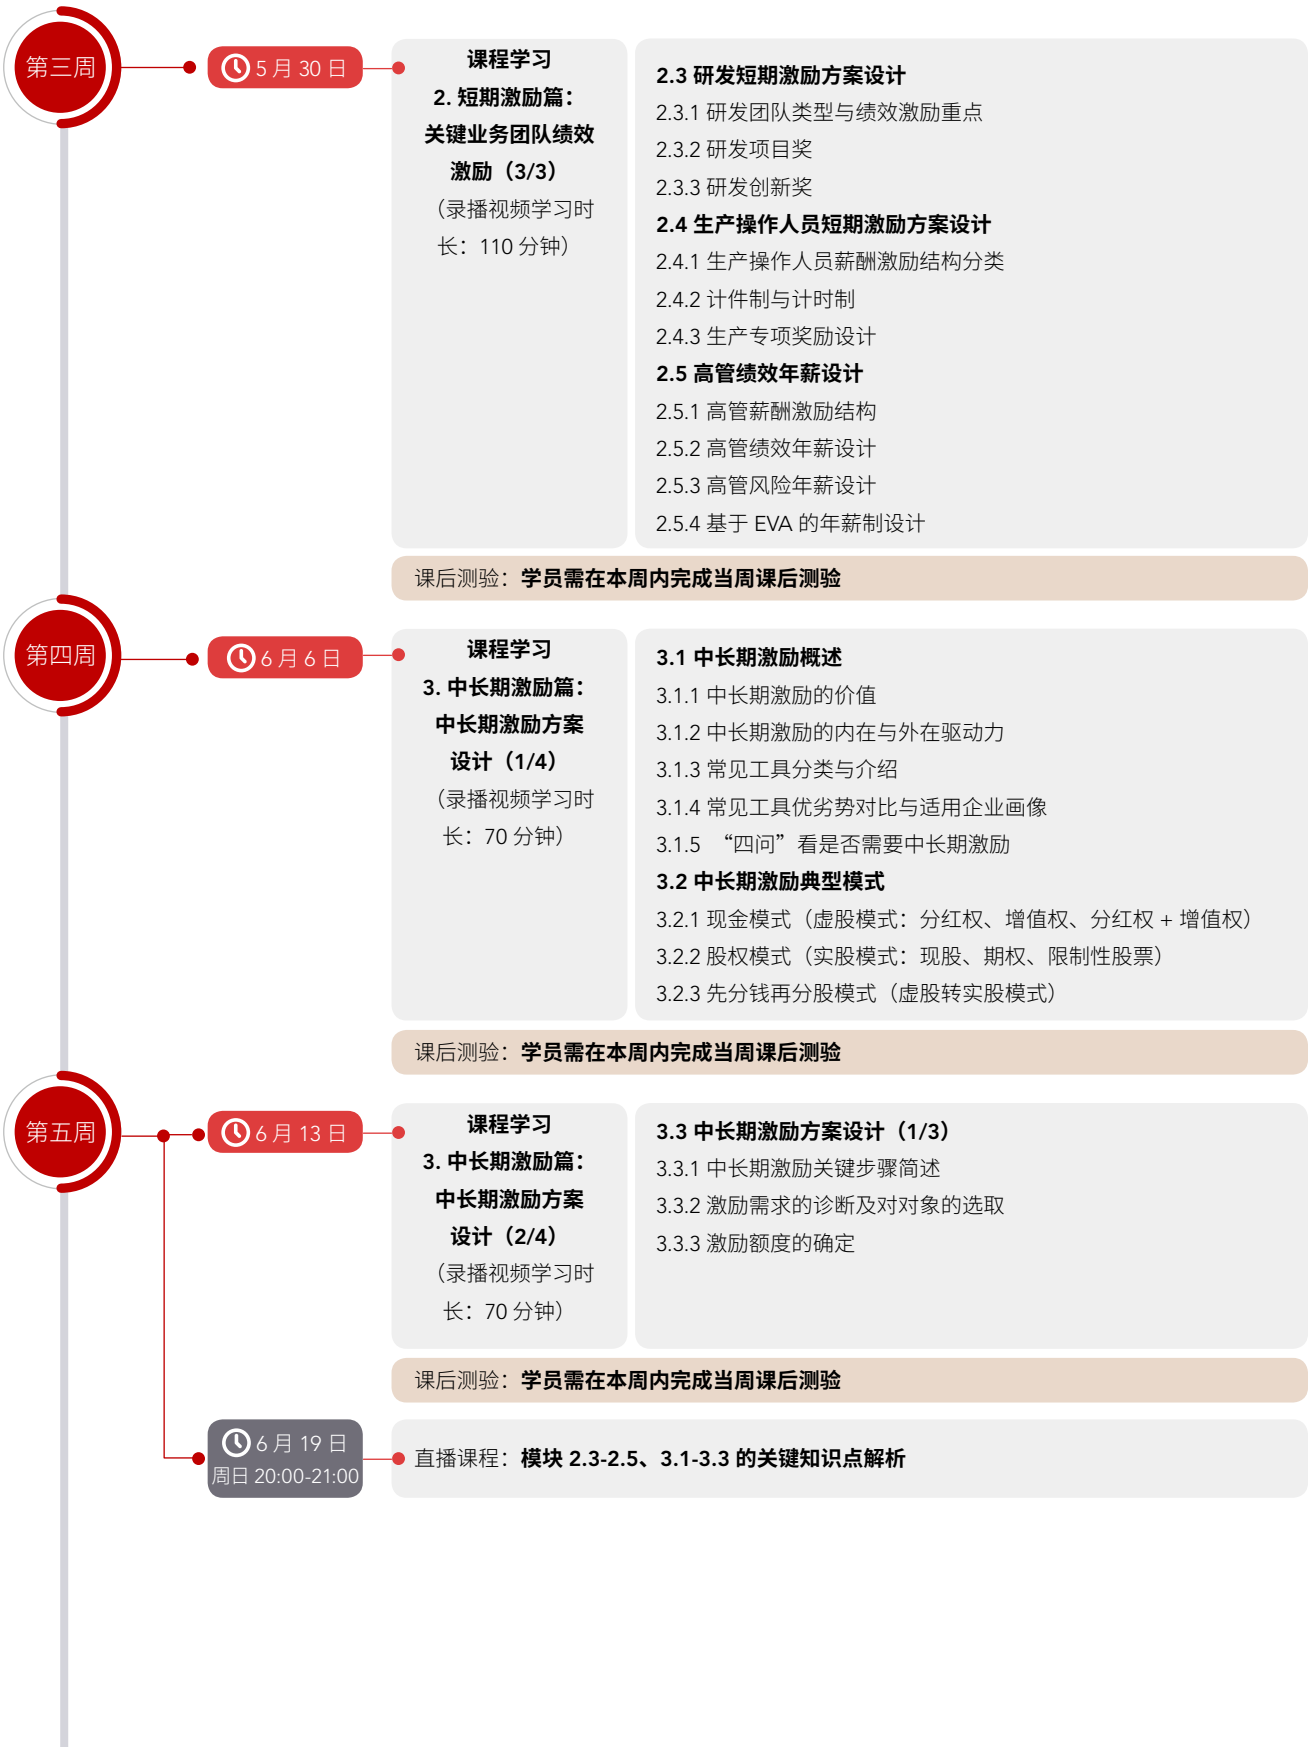 第三周
5 月 30 日
课程学习
2. 短期激励篇：
关键业务团队绩效
激励（3/3）
（录播视频学习时
长：110 分钟）
2.3 研发短期激励方案设计
2.3.1 研发团队类型与绩效激励重点
2.3.2 研发项目奖
2.3.3 研发创新奖
2.4 生产操作人员短期激励方案设计
2.4.1 生产操作人员薪酬激励结构分类
2.4.2 计件制与计时制
2.4.3 生产专项奖励设计
2.5 高管绩效年薪设计
2.5.1 高管薪酬激励结构
2.5.2 高管绩效年薪设计
2.5.3 高管风险年薪设计
2.5.4 基于 EVA 的年薪制设计
课后测验：学员需在本周内完成当周课后测验
第四周
6 月 6 日
课程学习
3. 中长期激励篇：
中长期激励方案
设计（1/4）
（录播视频学习时
长：70 分钟）
3.1 中长期激励概述
3.1.1 中长期激励的价值
3.1.2 中长期激励的内在与外在驱动力
3.1.3 常见工具分类与介绍
3.1.4 常见工具优劣势对比与适用企业画像
3.1.5 “四问”看是否需要中长期激励
3.2 中长期激励典型模式
3.2.1 现金模式（虚股模式：分红权、增值权、分红权 + 增值权）
3.2.2 股权模式（实股模式：现股、期权、限制性股票）
3.2.3 先分钱再分股模式（虚股转实股模式）
课后测验：学员需在本周内完成当周课后测验
第五周
6 月 13 日
课程学习
3. 中长期激励篇：
中长期激励方案
设计（2/4）
（录播视频学习时
长：70 分钟）
3.3 中长期激励方案设计（1/3）
3.3.1 中长期激励关键步骤简述
3.3.2 激励需求的诊断及对对象的选取
3.3.3 激励额度的确定
课后测验：学员需在本周内完成当周课后测验
6 月 19 日
周日 20:00-21:00
直播课程：模块 2.3-2.5、3.1-3.3 的关键知识点解析